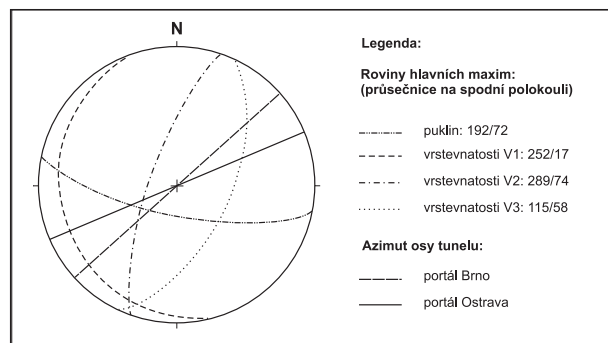 N
Legenda:
Roviny hlavních maxim:
(průsečnice na spodní polokouli)
puklin: 192/72
vrstevnatosti V1: 252/17
vrstevnatosti V2: 289/74
vrstevnatosti V3: 115/58
Azimut osy tunelu:
portál Brno
portál Ostrava